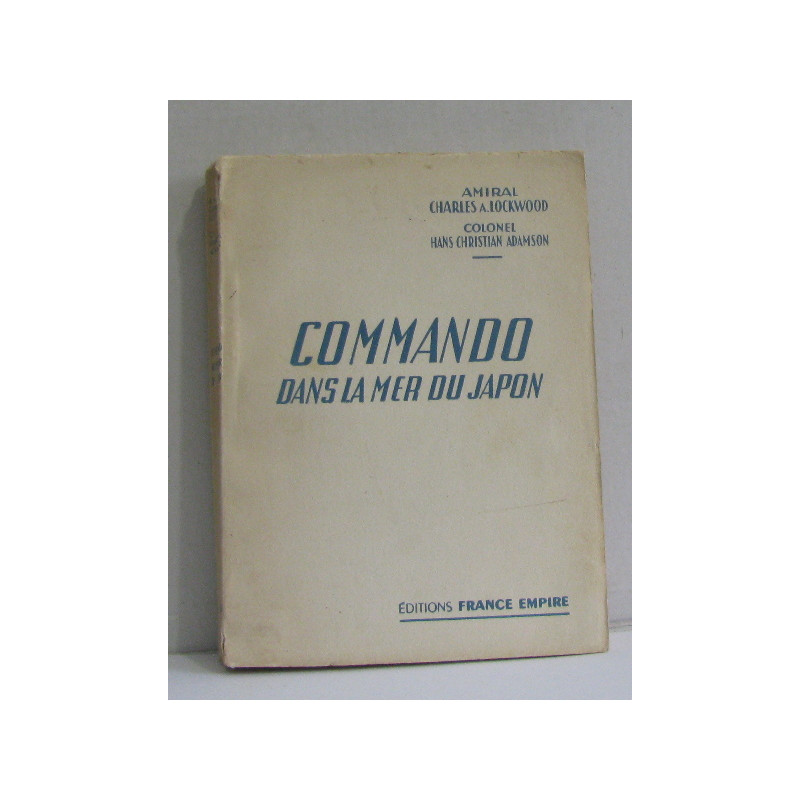 AMIRAL
CHARLES A. LOCKWOOD
COLONEL
HANS CHRISTIAN ADAMSON
COMMANDO
DANS LA MER DU JAPON
ÉDITIONS FRANCE EMPIRE